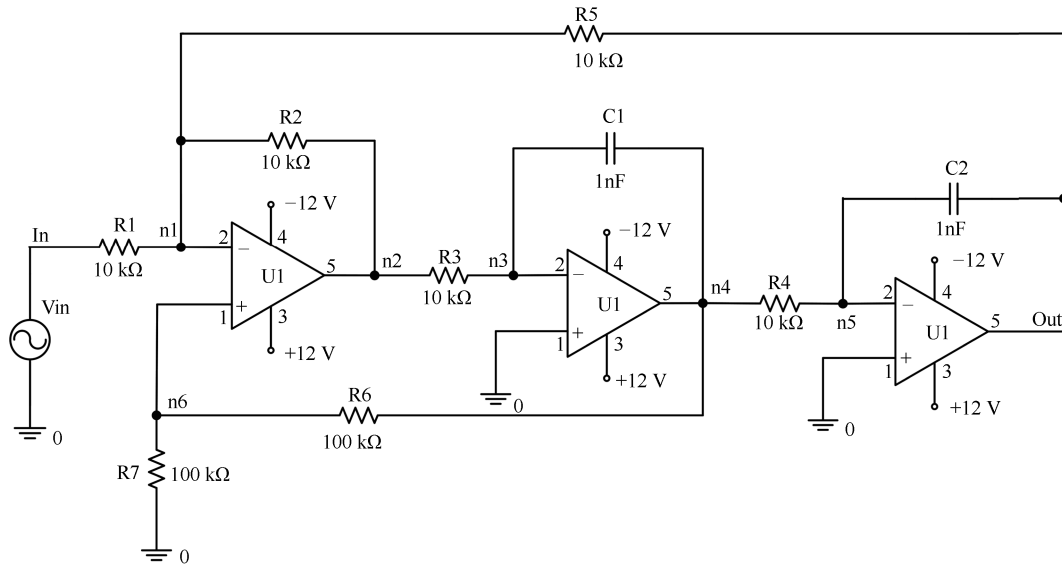 R5
10 kΩ
R2
10 kΩ
C1
1nF
C2
1nF
−12 V
In
R1
10 kΩ
n1
2
−
4
U1
5
n2
+
1
3
+12 V
Vin
0
R3
10 kΩ
n3
−12 V
2
−
4
U1
5
n4
+
1
3
+12 V
0
R4
10 kΩ
n5
−12 V
2
−
4
U1
5
Out
+
1
3
+12 V
0
n6
R6
100 kΩ
R7
100 kΩ
0